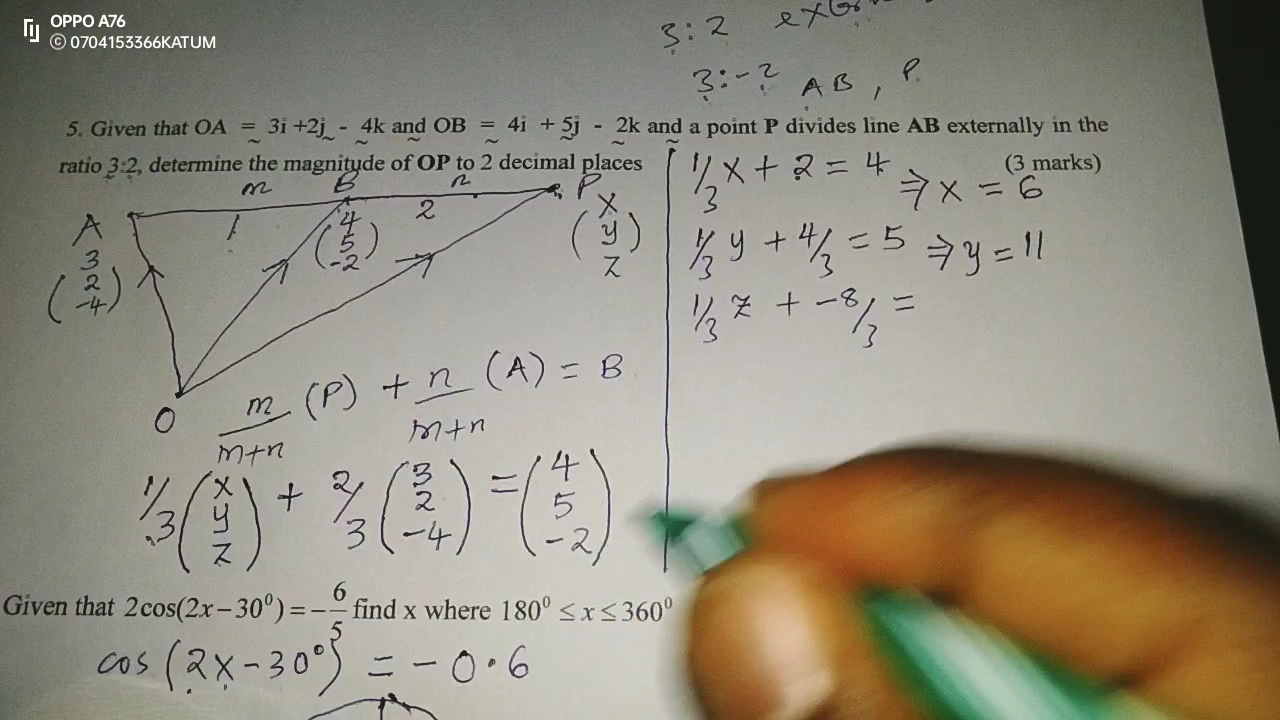 OPPO A76
© 0704153366KATUM
3:2
3:-2 AB, P
5. Given that OA = 3i +2j - 4k and OB = 4i + 5j - 2k and a point P divides line AB externally in the
ratio 3:2, determine the magnitude of OP to 2 decimal places
(3 marks)
m B n P
A 1 2
(3 2 -4)
(4 5 -2)
(x y z)
O
m/m+n (P) + n/m+n (A) = B
1/3 (x y z) + 2/3 (3 2 -4) = (4 5 -2)
1/3 x + 2 = 4 ⇒ x = 6
1/3 y + 4/3 = 5 ⇒ y = 11
1/3 z + -8/3 =
Given that 2cos(2x-30⁰) = -6/5 find x where 180⁰ ≤ x ≤ 360⁰
cos (2x-30⁰) = -0.6